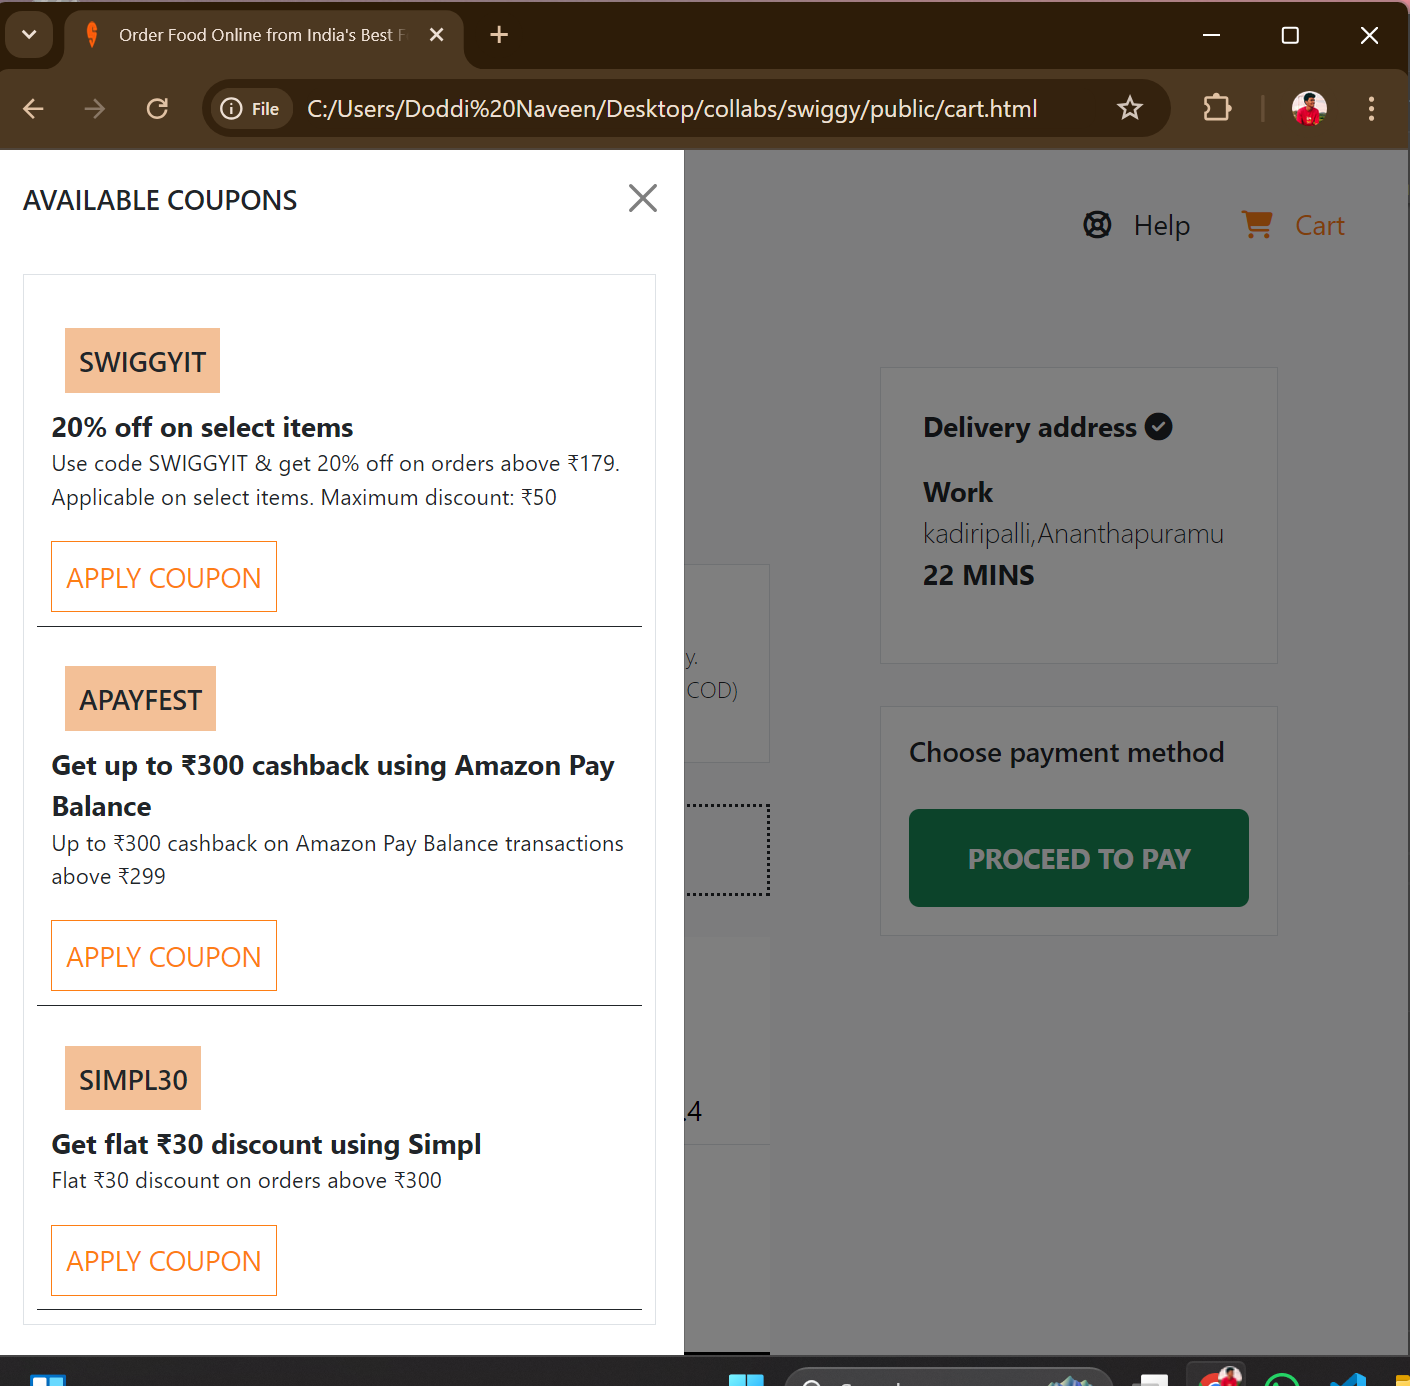 Order Food Online from India's Best F
File
C:/Users/Doddi%20Naveen/Desktop/collabs/swiggy/public/cart.html
AVAILABLE COUPONS
SWIGGYIT
20% off on select items
Use code SWIGGYIT & get 20% off on orders above ₹179.
Applicable on select items. Maximum discount: ₹50
APPLY COUPON
APAYFEST
Get up to ₹300 cashback using Amazon Pay
Balance
Up to ₹300 cashback on Amazon Pay Balance transactions
above ₹299
APPLY COUPON
SIMPL30
Get flat ₹30 discount using Simpl
Flat ₹30 discount on orders above ₹300
APPLY COUPON
Help
Cart
y.
COD)
.4
Delivery address
Work
kadiripalli,Ananthapuramu
22 MINS
Choose payment method
PROCEED TO PAY